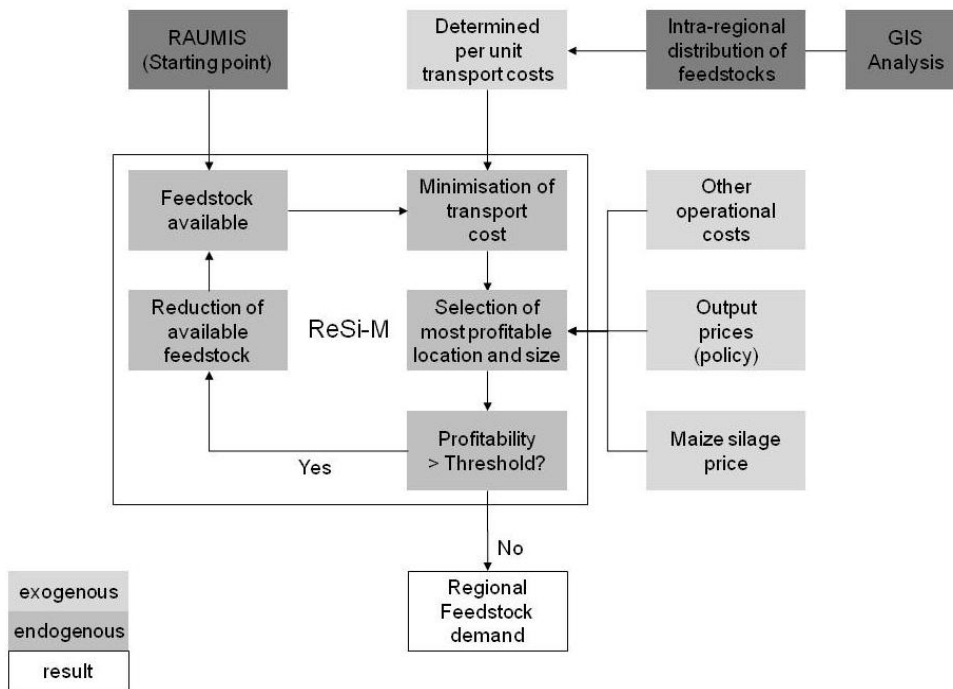 RAUMIS
(Starting point)
Determined
per unit
transport costs
Intra-regional
distribution of
feedstocks
GIS
Analysis
Feedstock
available
Minimisation of
transport
cost
Other
operational
costs
Reduction of
available
feedstock
ReSi-M
Selection of
most profitable
location and size
Output
prices
(policy)
Profitability
> Threshold?
Maize silage
price
Yes
No
Regional
Feedstock
demand
exogenous
endogenous
result